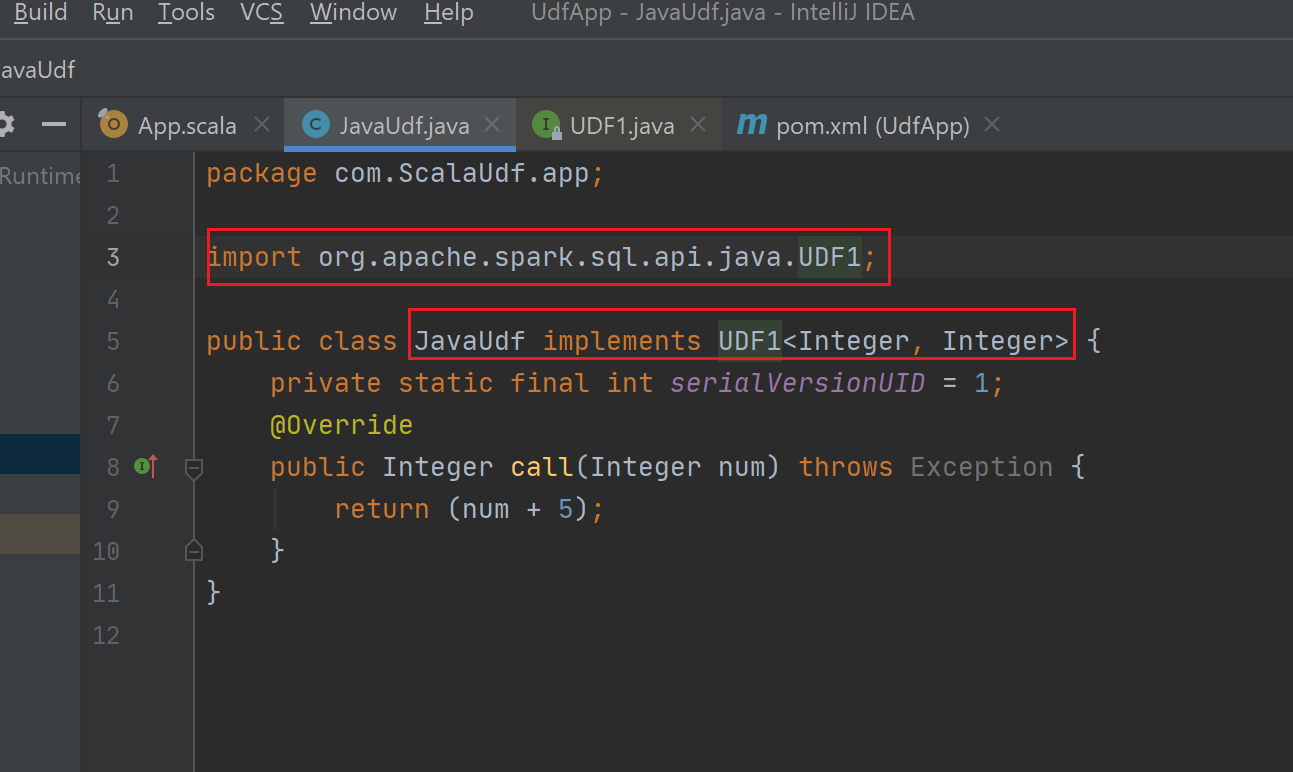 Build Run Tools VCS Window Help UdfApp - JavaUdf.java - IntelliJ IDEA
avaUdf
App.scala JavaUdf.java UDF1.java pom.xml (UdfApp)
Runtime
1 package com.ScalaUdf.app;
2
3 import org.apache.spark.sql.api.java.UDF1;
4
5 public class JavaUdf implements UDF1<Integer, Integer> {
6 private static final int serialVersionUID = 1;
7 @Override
8 public Integer call(Integer num) throws Exception {
9 return (num + 5);
10 }
11 }
12